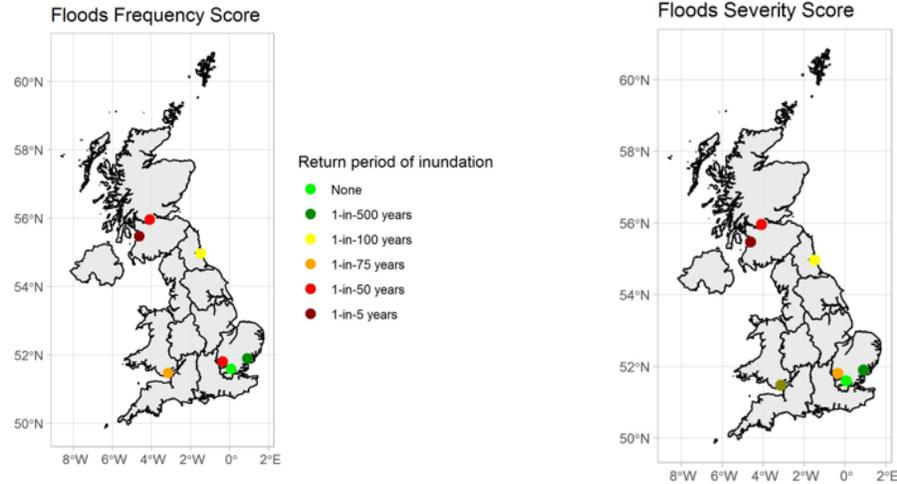 Floods Frequency Score
60°N
58°N
56°N
54°N
52°N
50°N
8°W 6°W 4°W 2°W 0° 2°E
Return period of inundation
None
1-in-500 years
1-in-100 years
1-in-75 years
1-in-50 years
1-in-5 years
Floods Severity Score
60°N
58°N
56°N
54°N
52°N
50°N
8°W 6°W 4°W 2°W 0° 2°E